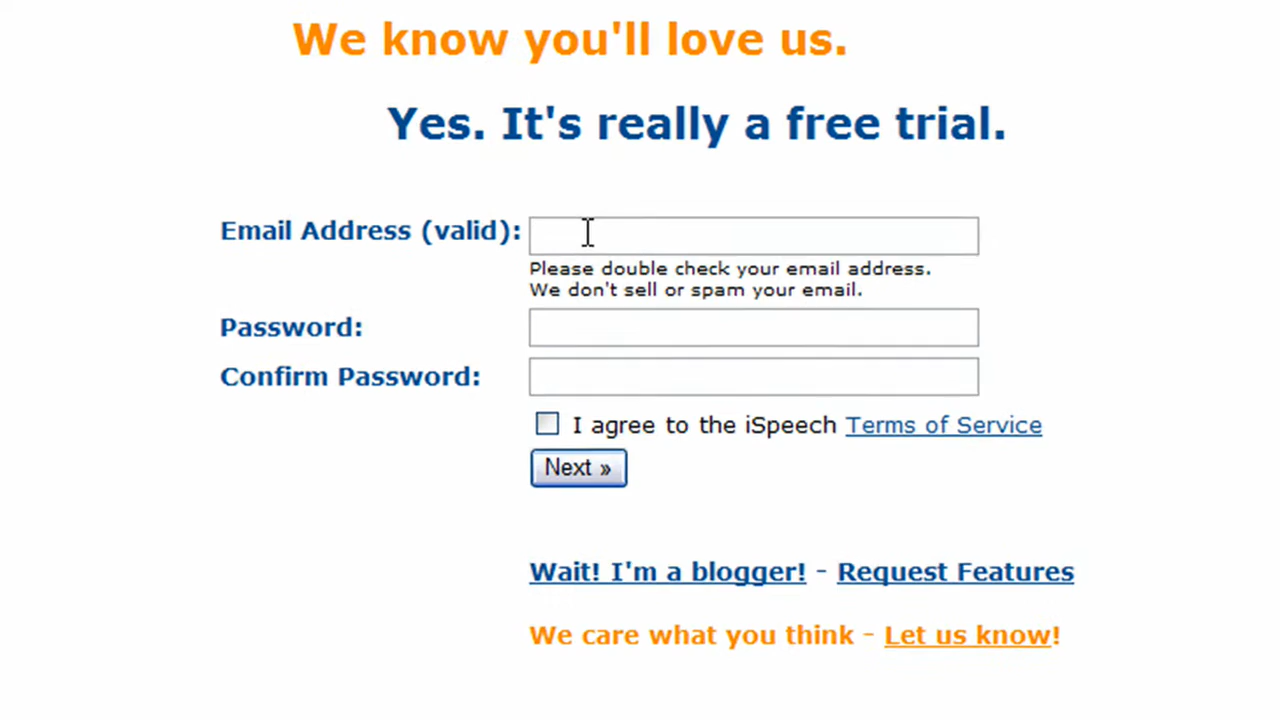 We know you'll love us.
Yes. It's really a free trial.
Email Address (valid):
Please double check your email address.
We don't sell or spam your email.
Password:
Confirm Password:
I agree to the iSpeech Terms of Service
Next »
Wait! I'm a blogger! - Request Features
We care what you think - Let us know!